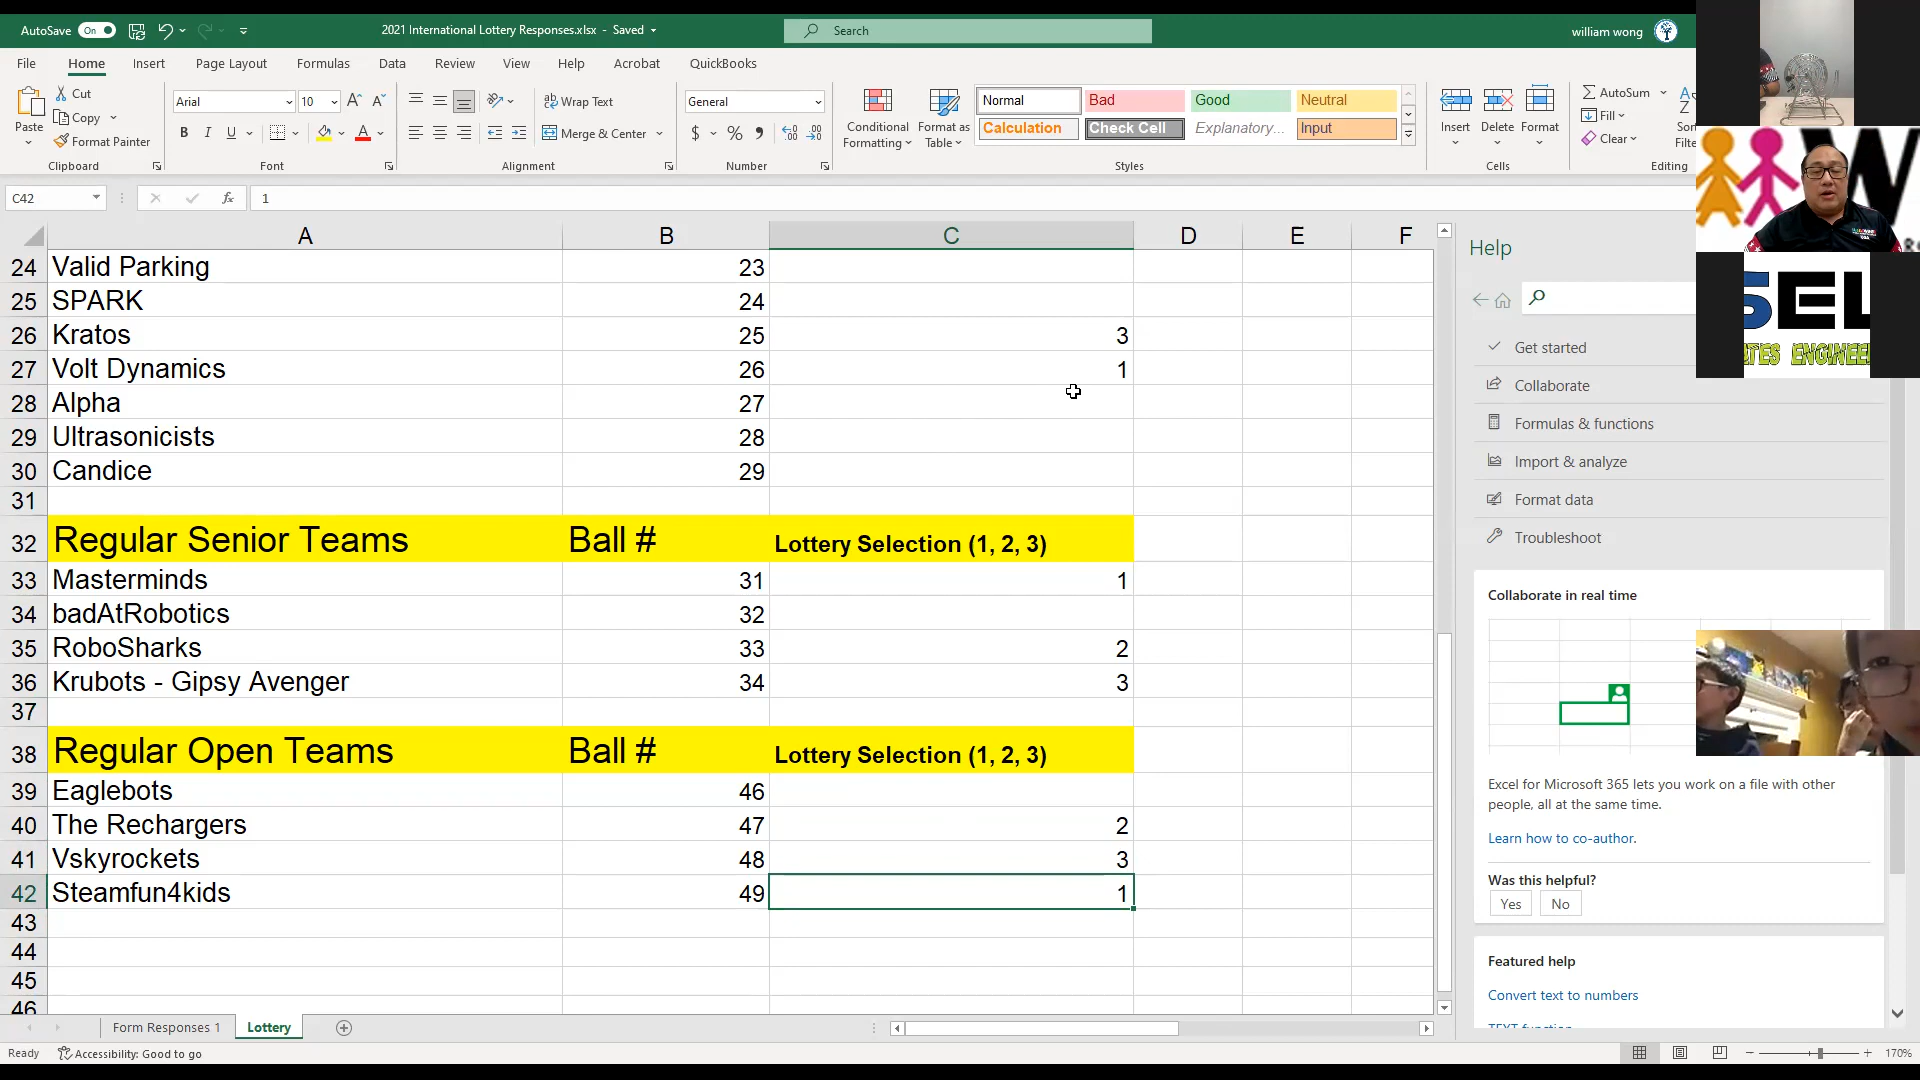 AutoSave On 2021 International Lottery Responses.xlsx - Saved Search william wong
File Home Insert Page Layout Formulas Data Review View Help Acrobat QuickBooks
Paste Cut Copy Format Painter Clipboard
Arial 10 B I U Font
Wrap Text Merge & Center Alignment
General $ % Number
Conditional Formatting Format as Table
Normal Bad Good Neutral
Calculation Check Cell Explanatory... Input Styles
Insert Delete Format Cells
AutoSum Fill Clear Editing
C42 fx 1
A B C D E F
24 Valid Parking 23
25 SPARK 24
26 Kratos 25 3
27 Volt Dynamics 26 1
28 Alpha 27
29 Ultrasonicists 28
30 Candice 29
31
32 Regular Senior Teams Ball # Lottery Selection (1, 2, 3)
33 Masterminds 31 1
34 badAtRobotics 32
35 RoboSharks 33 2
36 Krubots - Gipsy Avenger 34 3
37
38 Regular Open Teams Ball # Lottery Selection (1, 2, 3)
39 Eaglebots 46
40 The Rechargers 47 2
41 Vskyrockets 48 3
42 Steamfun4kids 49 1
43
44
45
46
Form Responses 1 Lottery
Ready Accessibility: Good to go 170%
Help
Get started
Collaborate
Formulas & functions
Import & analyze
Format data
Troubleshoot
Collaborate in real time
Excel for Microsoft 365 lets you work on a file with other
people, all at the same time.
Learn how to co-author.
Was this helpful?
Yes No
Featured help
Convert text to numbers
TEXT function
W
SEL